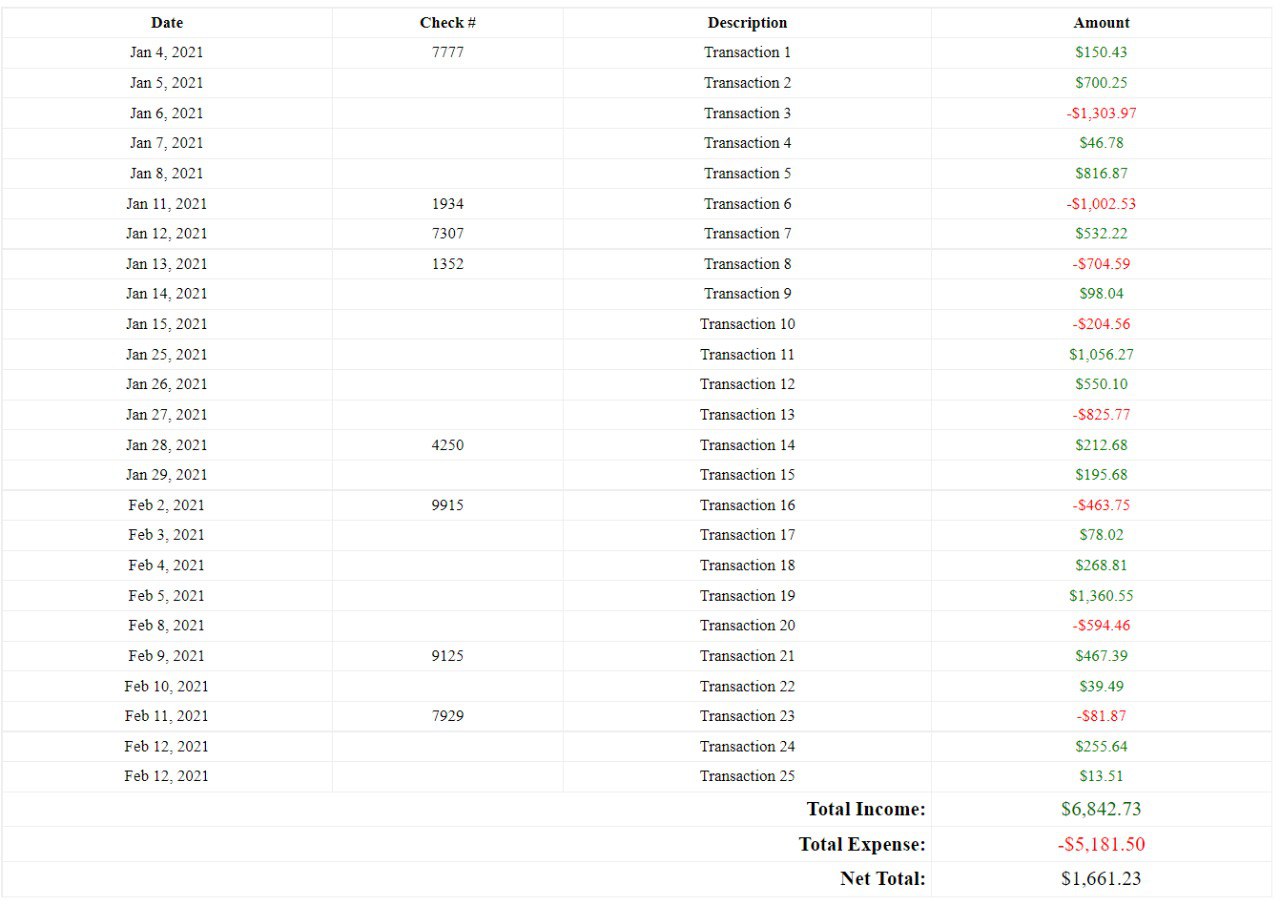 Date Check # Description Amount
Jan 4, 2021 7777 Transaction 1 $150.43
Jan 5, 2021 Transaction 2 $700.25
Jan 6, 2021 Transaction 3 -$1,303.97
Jan 7, 2021 Transaction 4 $46.78
Jan 8, 2021 Transaction 5 $816.87
Jan 11, 2021 1934 Transaction 6 -$1,002.53
Jan 12, 2021 7307 Transaction 7 $532.22
Jan 13, 2021 1352 Transaction 8 -$704.59
Jan 14, 2021 Transaction 9 $98.04
Jan 15, 2021 Transaction 10 -$204.56
Jan 25, 2021 Transaction 11 $1,056.27
Jan 26, 2021 Transaction 12 $550.10
Jan 27, 2021 Transaction 13 -$825.77
Jan 28, 2021 4250 Transaction 14 $212.68
Jan 29, 2021 Transaction 15 $195.68
Feb 2, 2021 9915 Transaction 16 -$463.75
Feb 3, 2021 Transaction 17 $78.02
Feb 4, 2021 Transaction 18 $268.81
Feb 5, 2021 Transaction 19 $1,360.55
Feb 8, 2021 Transaction 20 -$594.46
Feb 9, 2021 9125 Transaction 21 $467.39
Feb 10, 2021 Transaction 22 $39.49
Feb 11, 2021 7929 Transaction 23 -$81.87
Feb 12, 2021 Transaction 24 $255.64
Feb 12, 2021 Transaction 25 $13.51
Total Income: $6,842.73
Total Expense: -$5,181.50
Net Total: $1,661.23